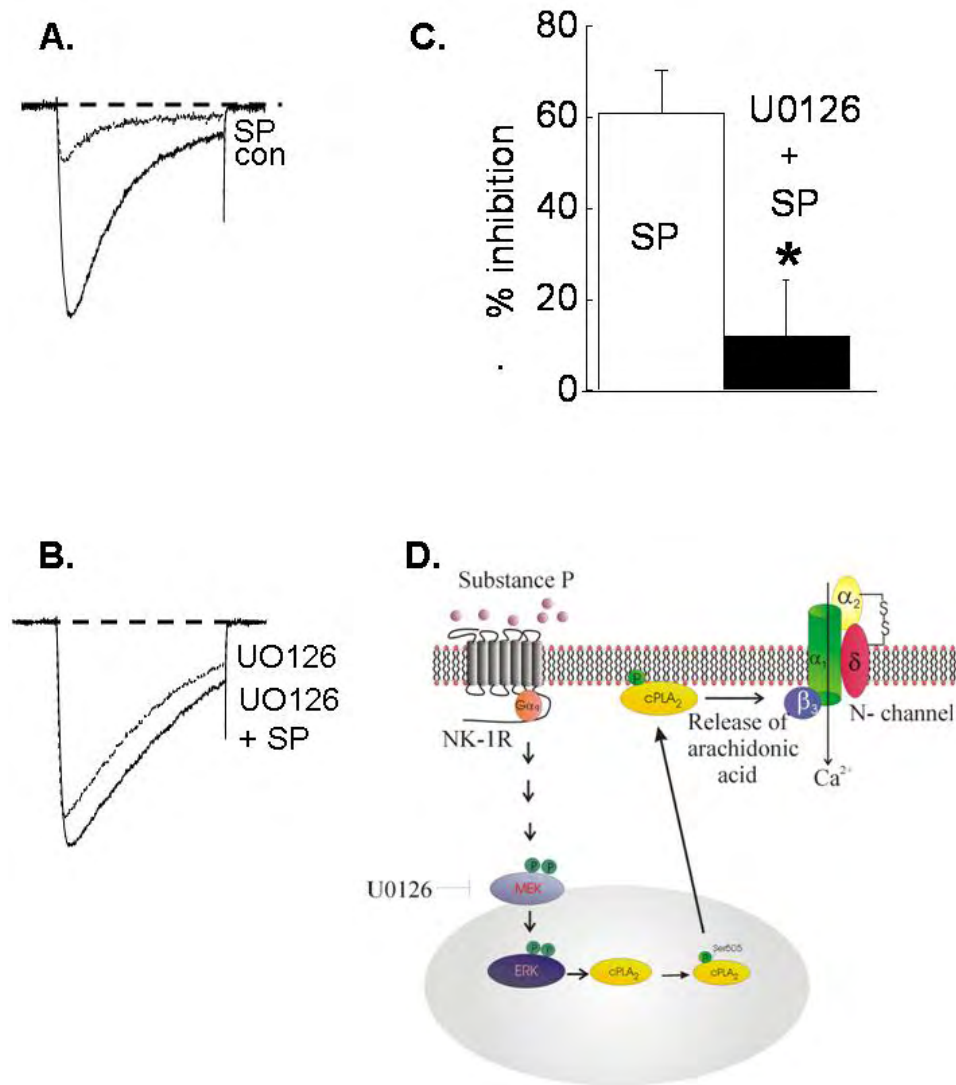 A.
SP
con
C.
80
60
40
20
0
% inhibition
SP
U0126
+
SP
*
B.
UO126
UO126
+ SP
D.
Substance P
Gαq
NK-1R
P
cPLA2
Release of
arachidonic
acid
α1
α2
S
S
δ
β3
N- channel
Ca2+
U0126
P P
MEK
P P
ERK
cPLA2
P
Ser505
cPLA2